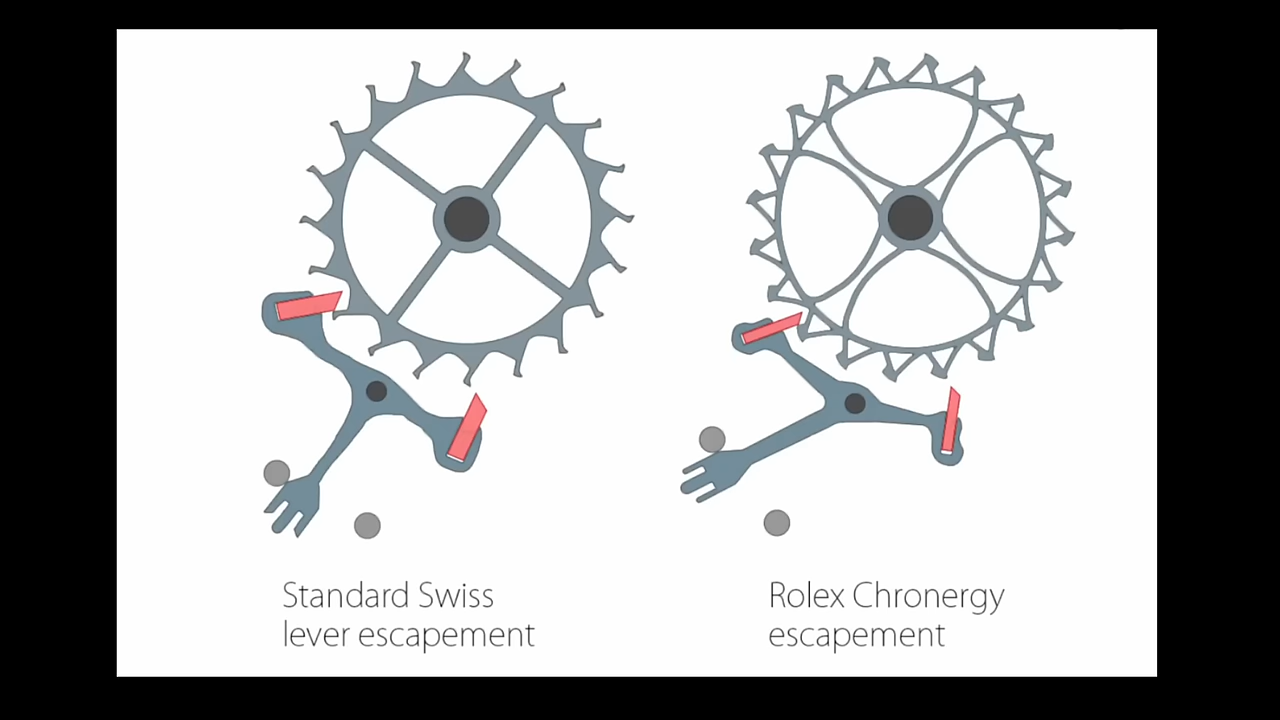 Standard Swiss
lever escapement
Rolex Chronergy
escapement